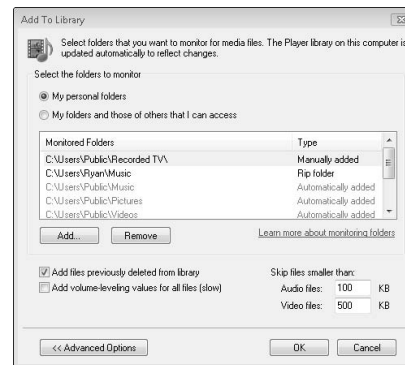 Add To Library
Select folders that you want to monitor for media files. The Player library on this computer is
updated automatically to reflect changes.
Select the folders to monitor
My personal folders
My folders and those of others that I can access
Monitored Folders Type
C:\Users\Public\Recorded TV\ Manually added
C:\Users\Ryan\Music Rip folder
C:\Users\Public\Music Automatically added
C:\Users\Public\Pictures Automatically added
C:\Users\Public\Videos Automatically added
Add... Remove Learn more about monitoring folders
Add files previously deleted from library Skip files smaller than:
Add volume-leveling values for all files (slow) Audio files: 100 KB
Video files: 500 KB
<< Advanced Options OK Cancel